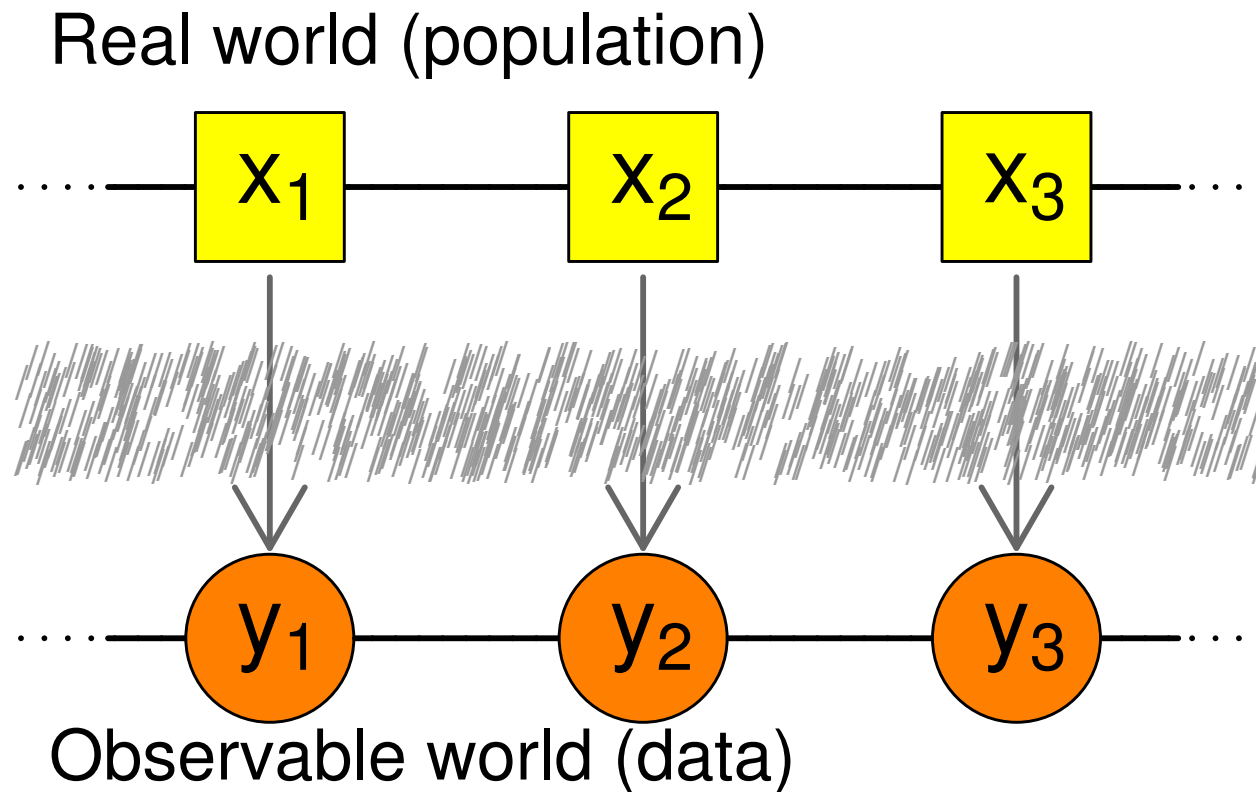 Real world (population)
x₁ x₂ x₃
y₁ y₂ y₃
Observable world (data)